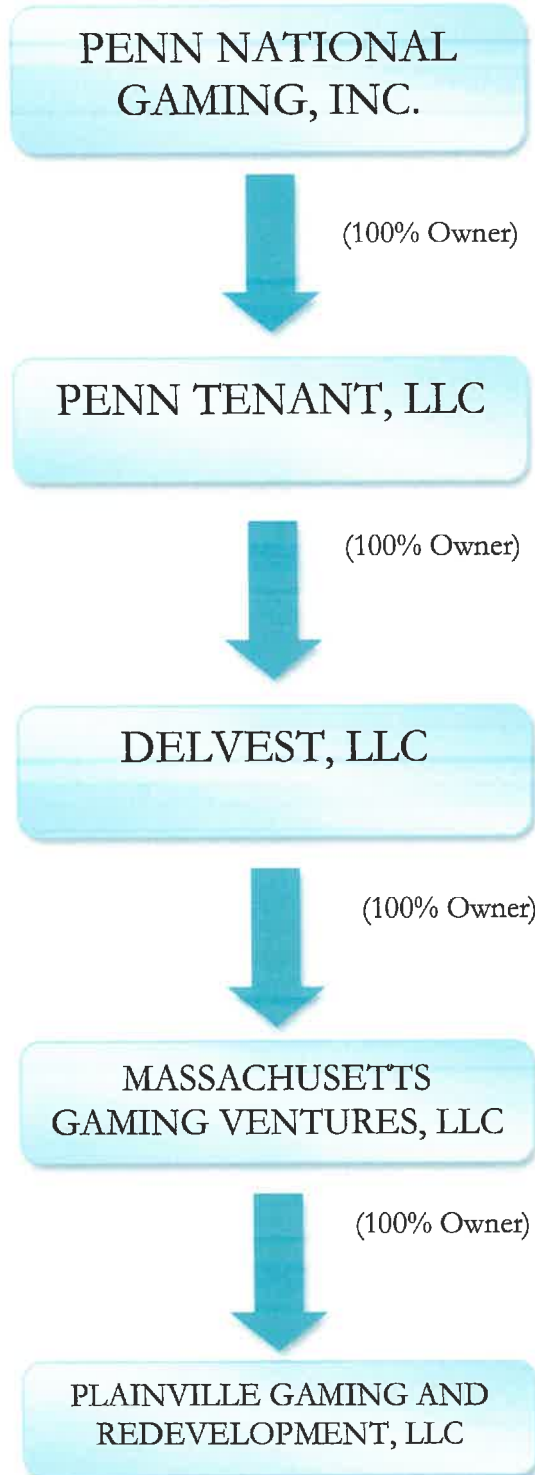 PENN NATIONAL
GAMING, INC.
(100% Owner)
PENN TENANT, LLC
(100% Owner)
DELVEST, LLC
(100% Owner)
MASSACHUSETTS
GAMING VENTURES, LLC
(100% Owner)
PLAINVILLE GAMING AND
REDEVELOPMENT, LLC